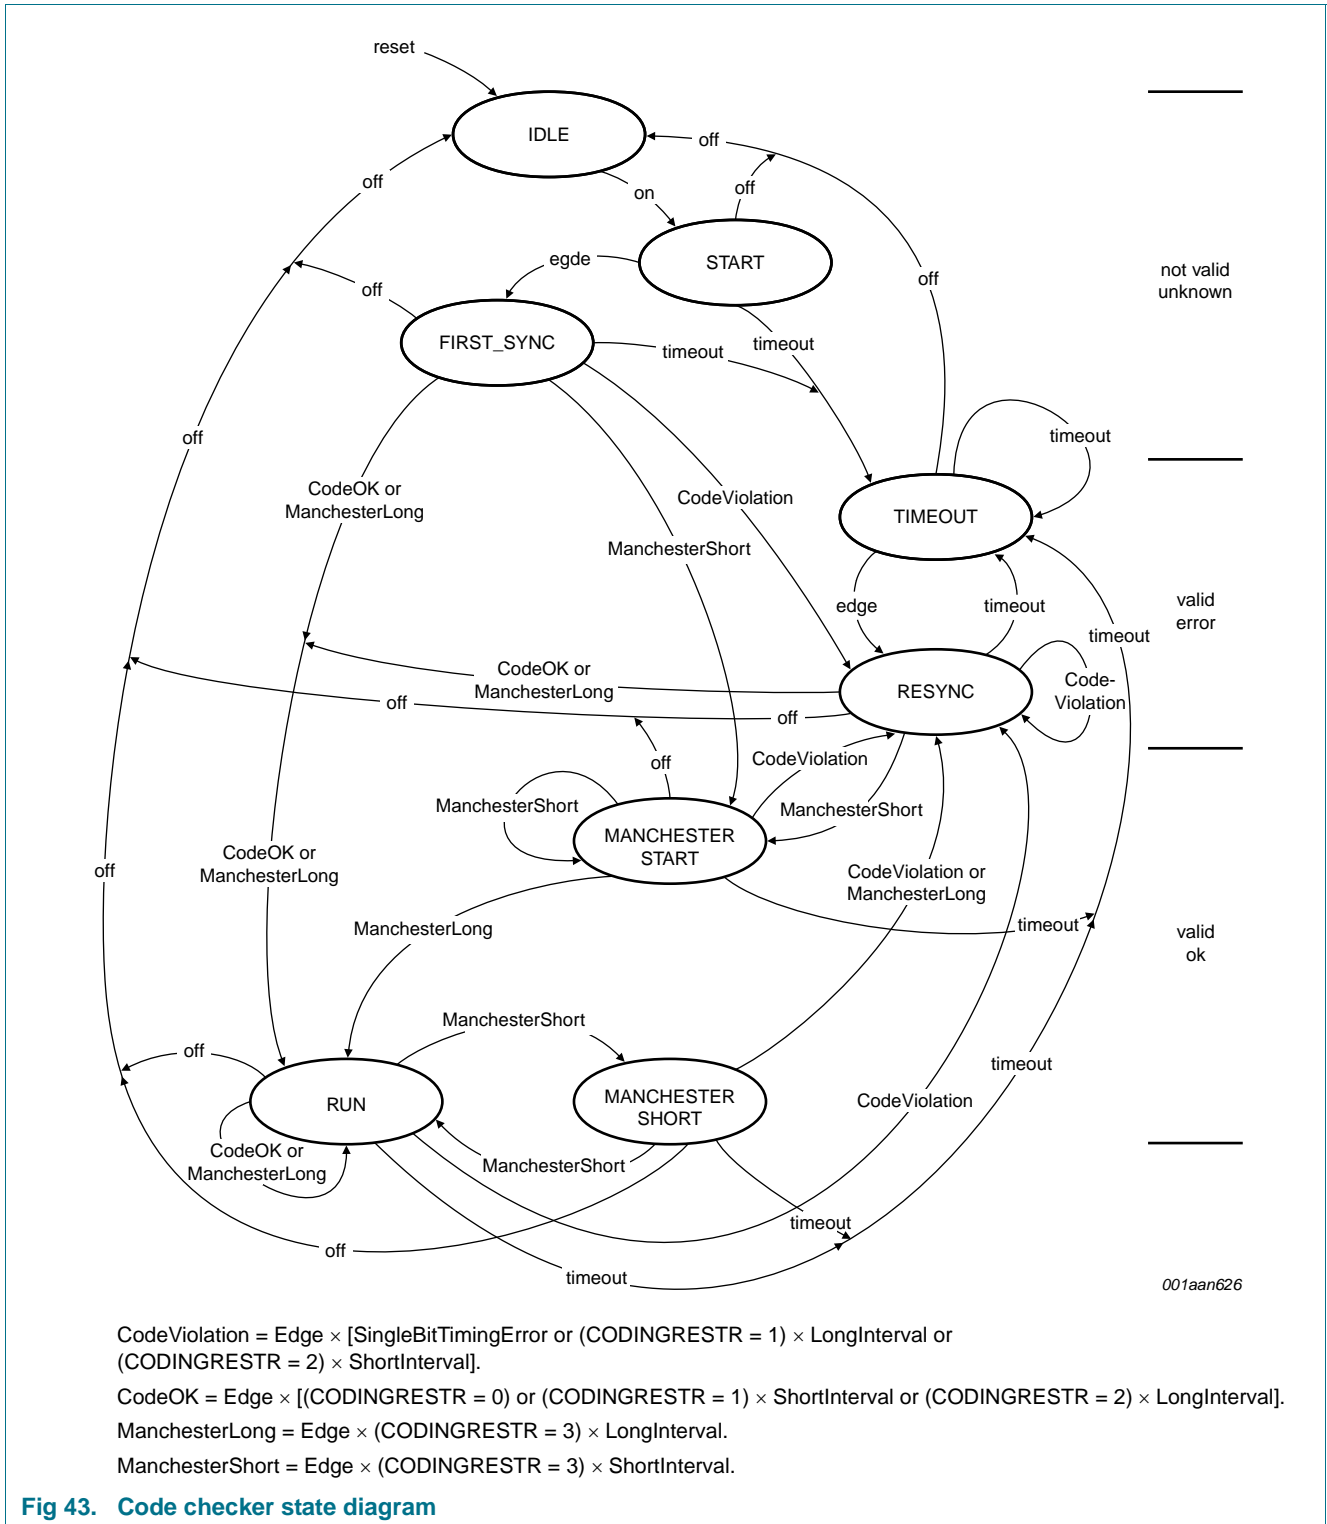 reset
IDLE
off
off
on
off
START
not valid
unknown
egde
off
off
FIRST_SYNC
timeout
timeout
off
timeout
CodeOK or
ManchesterLong
CodeViolation
TIMEOUT
ManchesterShort
edge
timeout
valid
error
timeout
CodeOK or
ManchesterLong
RESYNC
Code-
Violation
off
off
off
CodeViolation
ManchesterShort
ManchesterShort
MANCHESTER
START
CodeOK or
ManchesterLong
off
CodeViolation or
ManchesterLong
ManchesterLong
timeout
valid
ok
ManchesterShort
off
timeout
RUN
MANCHESTER
SHORT
CodeViolation
CodeOK or
ManchesterLong
ManchesterShort
timeout
off
timeout
001aan626
CodeViolation = Edge × [SingleBitTimingError or (CODINGRESTR = 1) × LongInterval or
(CODINGRESTR = 2) × ShortInterval].
CodeOK = Edge × [(CODINGRESTR = 0) or (CODINGRESTR = 1) × ShortInterval or (CODINGRESTR = 2) × LongInterval].
ManchesterLong = Edge × (CODINGRESTR = 3) × LongInterval.
ManchesterShort = Edge × (CODINGRESTR = 3) × ShortInterval.
Fig 43. Code checker state diagram